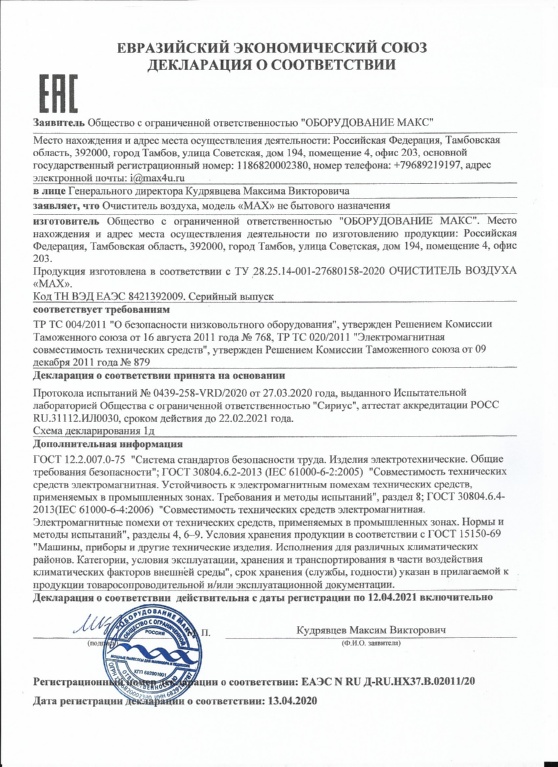 ЕВРАЗИЙСКИЙ ЭКОНОМИЧЕСКИЙ СОЮЗ
ДЕКЛАРАЦИЯ О СООТВЕТСТВИИ
ЕАС
Заявитель Общество с ограниченной ответственностью "ОБОРУДОВАНИЕ МАКС"
Место нахождения и адрес места осуществления деятельности: Российская Федерация, Тамбовская
область, 392000, город Тамбов, улица Советская, дом 194, помещение 4, офис 203, основной
государственный регистрационный номер: 1186820002380, номер телефона: +79689219197, адрес
электронной почты: i@max4u.ru
в лице Генерального директора Кудрявцева Максима Викторовича
заявляет, что Очиститель воздуха, модель «MAX» не бытового назначения
изготовитель Общество с ограниченной ответственностью "ОБОРУДОВАНИЕ МАКС". Место
нахождения и адрес места осуществления деятельности по изготовлению продукции: Российская
Федерация, Тамбовская область, 392000, город Тамбов, улица Советская, дом 194, помещение 4, офис
203.
Продукция изготовлена в соответствии с ТУ 28.25.14-001-27680158-2020 ОЧИСТИТЕЛЬ ВОЗДУХА
«MAX».
Код ТН ВЭД ЕАЭС 8421392009. Серийный выпуск
соответствует требованиям
ТР ТС 004/2011 "О безопасности низковольтного оборудования", утвержден Решением Комиссии
Таможенного союза от 16 августа 2011 года № 768, ТР ТС 020/2011 "Электромагнитная
совместимость технических средств", утвержден Решением Комиссии Таможенного союза от 09
декабря 2011 года № 879
Декларация о соответствии принята на основании
Протокола испытаний № 0439-258-VRD/2020 от 27.03.2020 года, выданного Испытательной
лабораторией Общества с ограниченной ответственностью "Сириус", аттестат аккредитации РОСС
RU.31112.ИЛ0030, сроком действия до 22.02.2021 года.
Схема декларирования 1д
Дополнительная информация
ГОСТ 12.2.007.0-75 "Система стандартов безопасности труда. Изделия электротехнические. Общие
требования безопасности"; ГОСТ 30804.6.2-2013 (IEC 61000-6-2:2005) "Совместимость технических
средств электромагнитная. Устойчивость к электромагнитным помехам технических средств,
применяемых в промышленных зонах. Требования и методы испытаний", раздел 8; ГОСТ 30804.6.4-
2013(IEC 61000-6-4:2006) "Совместимость технических средств электромагнитная.
Электромагнитные помехи от технических средств, применяемых в промышленных зонах. Нормы и
методы испытаний", разделы 4, 6–9. Условия хранения продукции в соответствии с ГОСТ 15150-69
"Машины, приборы и другие технические изделия. Исполнения для различных климатических
районов. Категории, условия эксплуатации, хранения и транспортирования в части воздействия
климатических факторов внешней среды", срок хранения (службы, годности) указан в прилагаемой к
продукции товаросопроводительной и/или эксплуатационной документации.
Декларация о соответствии действительна с даты регистрации по 12.04.2021 включительно
П.
Кудрявцев Максим Викторович
(Ф.И.О. заявителя)
РОССИЯ
Регистрационный номер декларации о соответствии: ЕАЭС N RU Д-RU.НХ37.В.02011/20
Дата регистрации декларации о соответствии: 13.04.2020